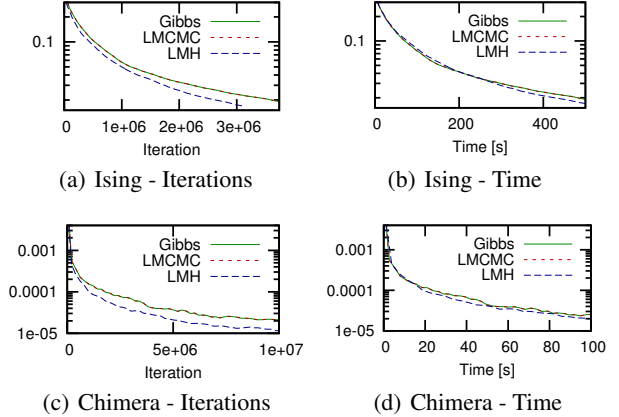 Gibbs
LMCMC
LMH
0.1
0 1e+06 2e+06 3e+06
Iteration
(a) Ising - Iterations
Gibbs
LMCMC
LMH
0.1
0 200 400
Time [s]
(b) Ising - Time
Gibbs
LMCMC
LMH
0.001
0.0001
1e-05
0 5e+06 1e+07
Iteration
(c) Chimera - Iterations
Gibbs
LMCMC
LMH
0.001
0.0001
1e-05
0 20 40 60 80 100
Time [s]
(d) Chimera - Time